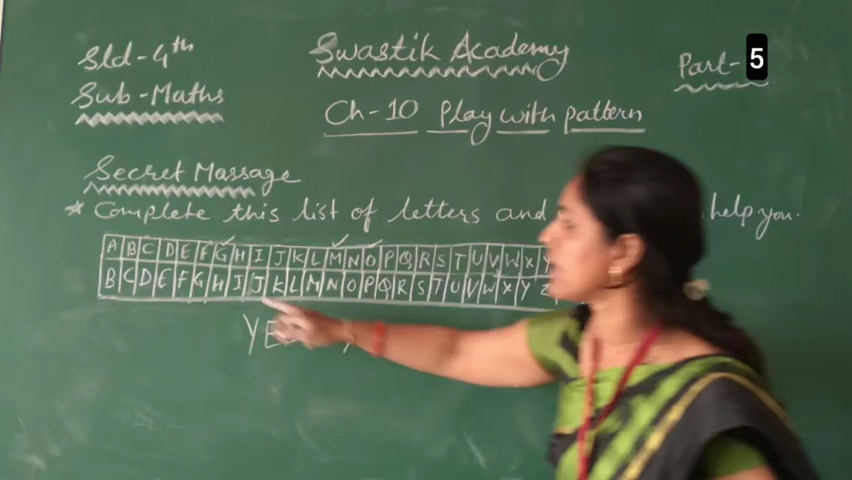 Std-4th
Swastik Academy
Part-5
Sub-Maths
Ch-10 Play with pattern
Secret Massage
* Complete this list of letters and help you.
A B C D E F G H I J K L M N O P Q R S T U V W X Y
B C D E F G H I J K L M N O P Q R S T U V W X Y Z
YE